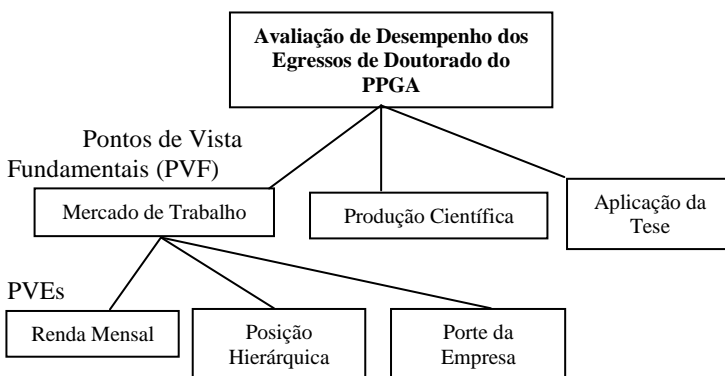 Avaliação de Desempenho dos
Egressos de Doutorado do
PPGA
Pontos de Vista
Fundamentais (PVF)
Mercado de Trabalho
Produção Científica
Aplicação da
Tese
PVEs
Renda Mensal
Posição
Hierárquica
Porte da
Empresa